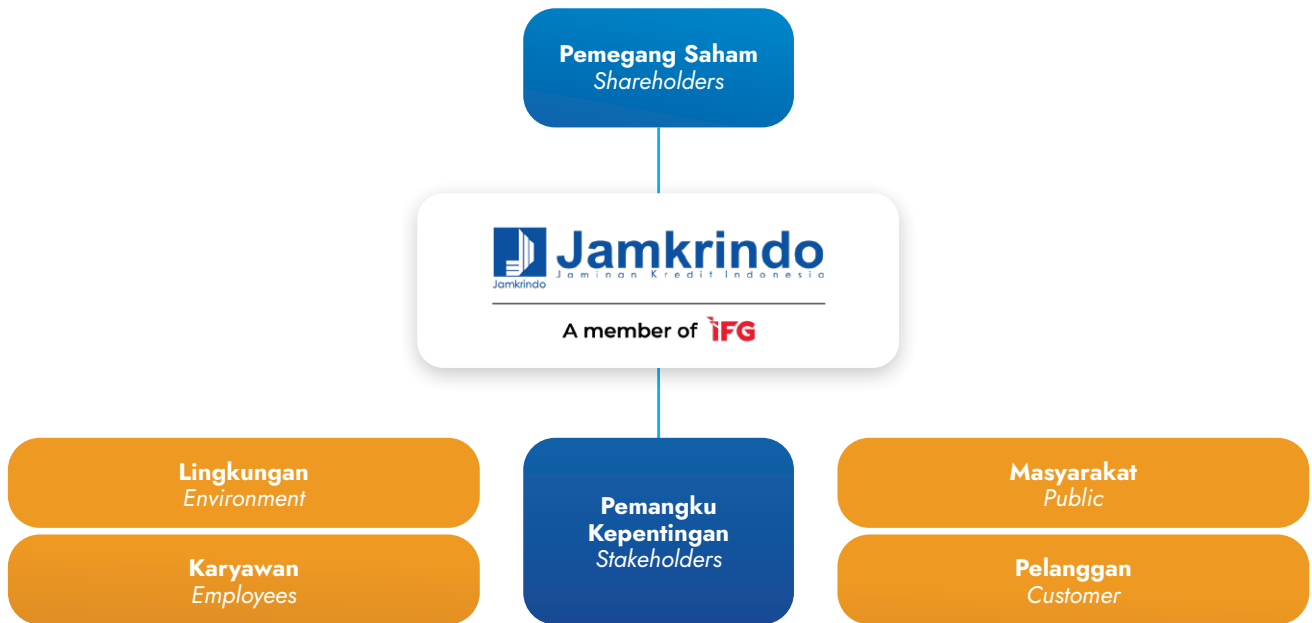 Pemegang Saham
Shareholders
Jamkrindo
Jamkrindo
Jaminan Kredit Indonesia
A member of IFG
Lingkungan
Environment
Karyawan
Employees
Pemangku
Kepentingan
Stakeholders
Masyarakat
Public
Pelanggan
Customer